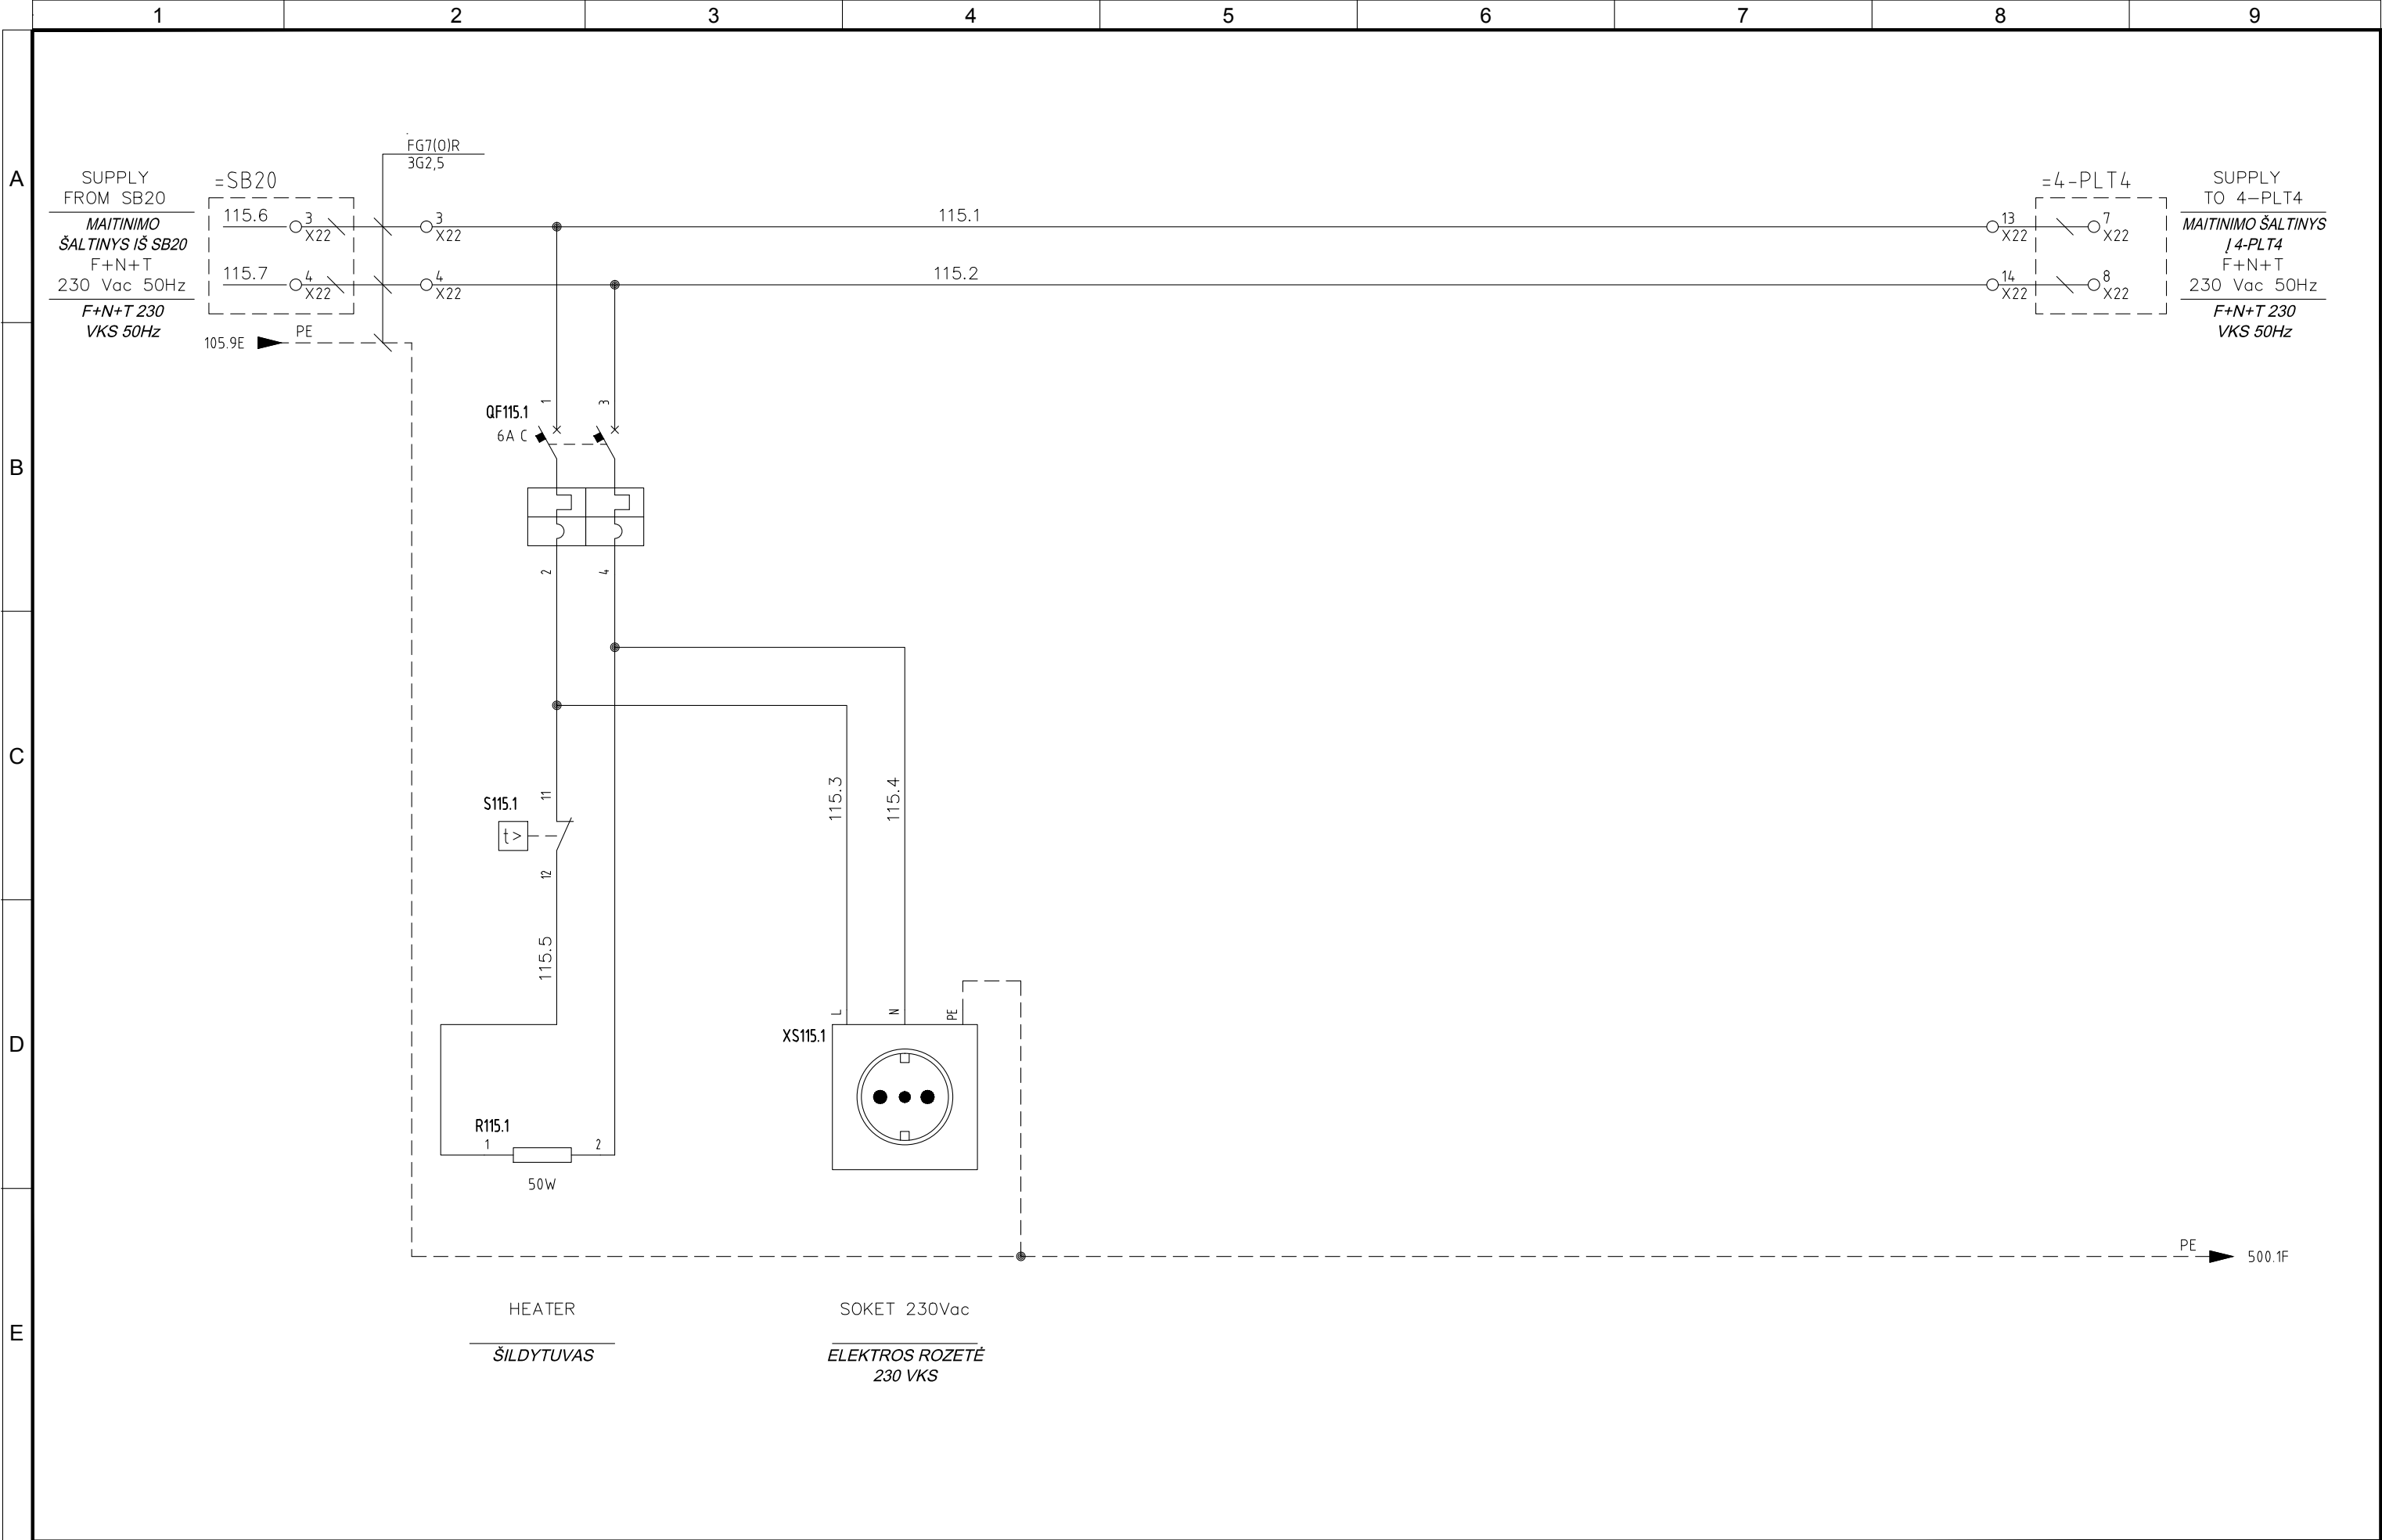 1 2 3 4 5 6 7 8 9
A
B
C
D
E
FG7(O)R
3G2,5
SUPPLY
FROM SB20
MAITINIMO
ŠALTINYS IŠ SB20
F+N+T
230 Vac 50Hz
F+N+T 230
VKS 50Hz
=SB20
115.6
3
X22
3
X22
115.1
13
X22
7
X22
115.7
4
X22
4
X22
115.2
14
X22
8
X22
=4-PLT4
SUPPLY
TO 4-PLT4
MAITINIMO ŠALTINYS
Į 4-PLT4
F+N+T
230 Vac 50Hz
F+N+T 230
VKS 50Hz
105.9E
PE
QF115.1
6A C
1
3
2
4
S115.1
11
t>
12
115.3
115.4
115.5
L
N
PE
XS115.1
R115.1
1
2
50W
PE
500.1F
HEATER
ŠILDYTUVAS
SOKET 230Vac
ELEKTROS ROZETĖ
230 VKS